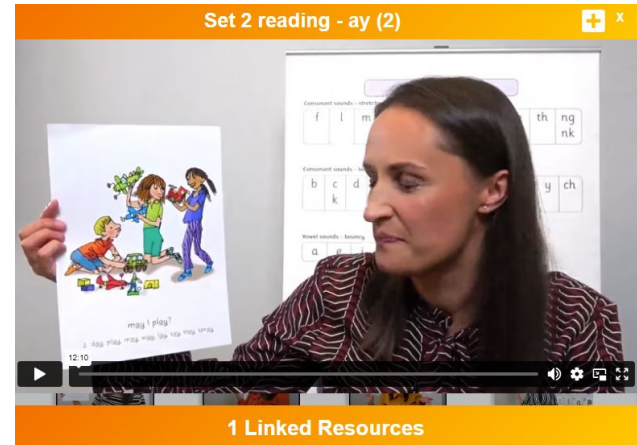 Set 2 reading - ay (2)
x
Consonant sounds - stretchy
f l m th ng
nk
Consonant sounds - bouncy
b c d y ch
k
Vowel sounds - bouncy
a e i
may I play?
12:10
1 Linked Resources